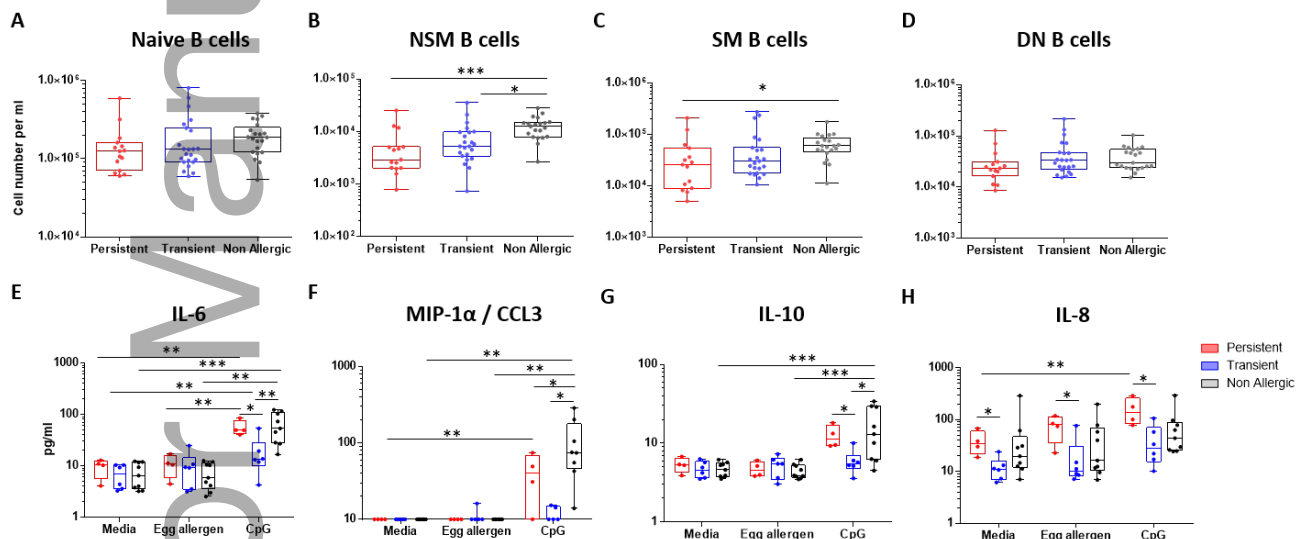 A
Naive B cells
B
NSM B cells
C
SM B cells
D
DN B cells
Cell number per ml
1.0×10⁶
1.0×10⁵
1.0×10⁴
Persistent Transient Non Allergic
1.0×10⁵
1.0×10⁴
1.0×10³
1.0×10²
***
*
Persistent Transient Non Allergic
1.0×10⁶
1.0×10⁵
1.0×10⁴
1.0×10³
*
Persistent Transient Non Allergic
1.0×10⁶
1.0×10⁵
1.0×10⁴
1.0×10³
Persistent Transient Non Allergic
E
IL-6
pg/ml
1000
100
10
1
**
***
**
**
**
* **
Media Egg allergen CpG
F
MIP-1α / CCL3
1000
100
10
**
**
*
*
**
Media Egg allergen CpG
G
IL-10
100
10
1
***
***
*
*
Media Egg allergen CpG
H
IL-8
1000
100
10
1
**
*
*
*
Media Egg allergen CpG
Persistent
Transient
Non Allergic